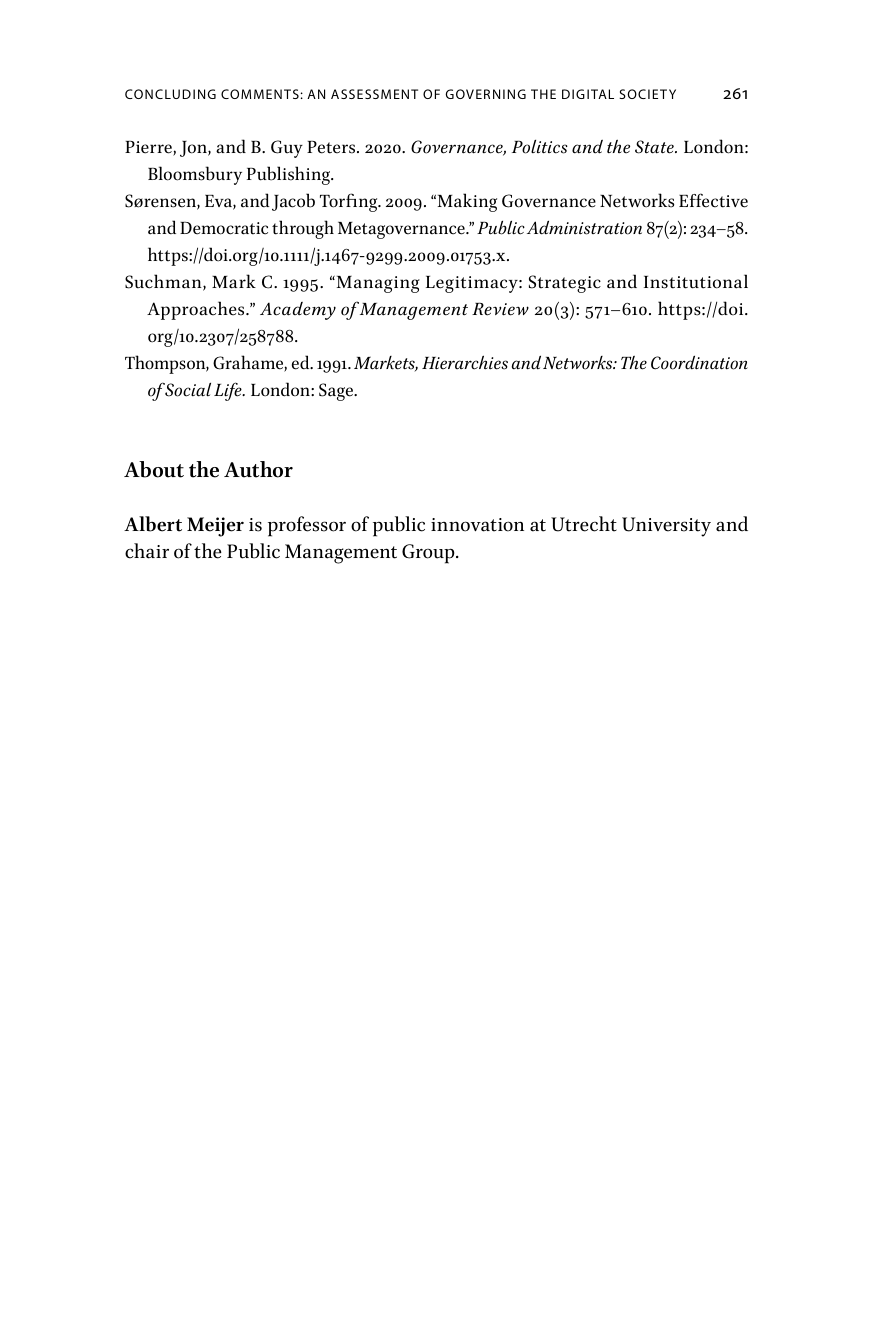 CONCLUDING COMMENTS: AN ASSESSMENT OF GOVERNING THE DIGITAL SOCIETY 261
Pierre, Jon, and B. Guy Peters. 2020. Governance, Politics and the State. London:
Bloomsbury Publishing.
Sørensen, Eva, and Jacob Torfing. 2009. “Making Governance Networks Effective
and Democratic through Metagovernance.” Public Administration 87(2): 234–58.
https://doi.org/10.1111/j.1467-9299.2009.01753.x.
Suchman, Mark C. 1995. “Managing Legitimacy: Strategic and Institutional
Approaches.” Academy of Management Review 20(3): 571–610. https://doi.
org/10.2307/258788.
Thompson, Grahame, ed. 1991. Markets, Hierarchies and Networks: The Coordination
of Social Life. London: Sage.
About the Author
Albert Meijer is professor of public innovation at Utrecht University and
chair of the Public Management Group.